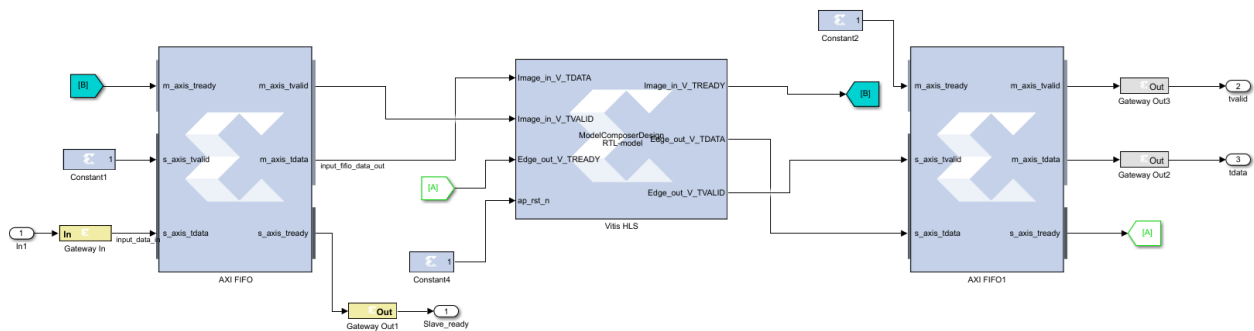 1
Constant2
[B]
m_axis_tready
m_axis_tvalid
Image_in_V_TDATA
Image_in_V_TREADY
[B]
m_axis_tready
m_axis_tvalid
Out
2
Gateway Out3
tvalid
Image_in_V_TVALID
ModelComposerDesign
RTL-model
Edge_out_V_TDATA
1
Constant1
s_axis_tvalid
m_axis_tdata
input_fifio_data_out
Edge_out_V_TREADY
s_axis_tvalid
m_axis_tdata
Out
3
Gateway Out2
tdata
[A]
Edge_out_V_TVALID
ap_rst_n
1
In1
In
Gateway In
input_data_in
s_axis_tdata
s_axis_tready
Vitis HLS
s_axis_tdata
s_axis_tready
[A]
1
Constant4
AXI FIFO
AXI FIFO1
Out
1
Gateway Out1
Slave_ready